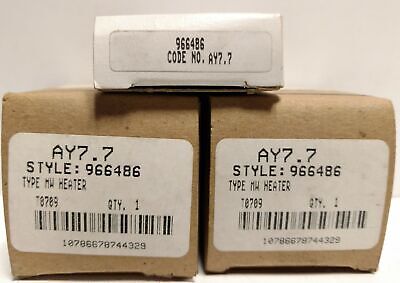 966486
CODE NO. AY7.7
AY7.7
STYLE: 966486
TYPE MW HEATER
T0709 QTY. 1
10786678744329
AY7.7
STYLE: 966486
TYPE MW HEATER
T0709 QTY. 1
10786678744329